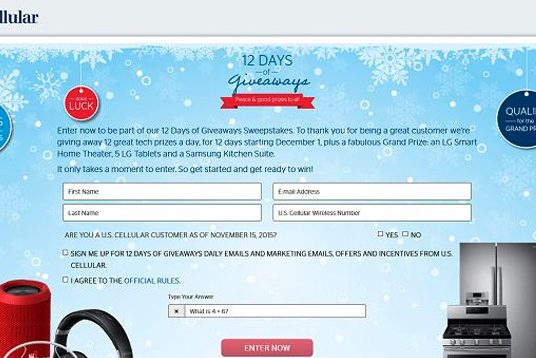 llular
12 DAYS
of
Giveaways
Peace & good prizes to all
GOOD
LUCK
QUALI
for the
GRAND PR
Enter now to be part of our 12 Days of Giveaways Sweepstakes. To thank you for being a great customer we're
giving away 12 great tech prizes a day, for 12 days starting December 1, plus a fabulous Grand Prize: an LG Smart
Home Theater, 5 LG Tablets and a Samsung Kitchen Suite.
It only takes a moment to enter. So get started and get ready to win!
First Name
E-mail Address
Last Name
U.S. Cellular Wireless Number
ARE YOU A U.S. CELLULAR CUSTOMER AS OF NOVEMBER 15, 2015? YES NO
SIGN ME UP FOR 12 DAYS OF GIVEAWAYS DAILY EMAILS AND MARKETING EMAILS, OFFERS AND INCENTIVES FROM U.S.
CELLULAR.
I AGREE TO THE OFFICIAL RULES.
Type Your Answer
What is 4 + 6?
ENTER NOW